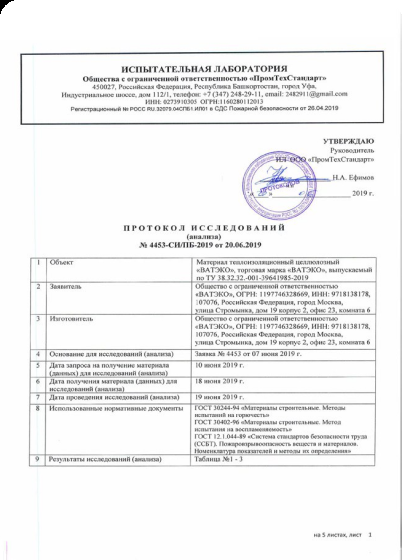 ИСПЫТАТЕЛЬНАЯ ЛАБОРАТОРИЯ
Общества с ограниченной ответственностью «ПромТехСтандарт»
450027, Российская Федерация, Республика Башкортостан, город Уфа,
Индустриальное шоссе, дом 112/1, телефон: +7 (347) 248-29-11, email: 2482911@gmail.com
ИНН: 0273910305 ОГРН:1160280112013
Регистрационный № РОСС RU.32079.04СПБ1.ИЛ01 в СДС Пожарной безопасности от 26.04.2019
УТВЕРЖДАЮ
Руководитель
ИЛ ООО «ПромТехСтандарт»
Н.А. Ефимов
2019 г.
ПРОТОКОЛОВ
ПРОТОКОЛ ИССЛЕДОВАНИЙ
(анализа)
№ 4453-СИ/ПБ-2019 от 20.06.2019
1 Объект Материал теплоизоляционный целлюлозный
«ВАТЭКО», торговая марка «ВАТЭКО», выпускаемый
по ТУ 38.32.32.-001-39641985-2019
2 Заявитель Общество с ограниченной ответственностью
«ВАТЭКО», ОГРН: 1197746328669, ИНН: 9718138178,
107076, Российская Федерация, город Москва,
улица Стромынка, дом 19 корпус 2, офис 23, комната 6
3 Изготовитель Общество с ограниченной ответственностью
«ВАТЭКО», ОГРН: 1197746328669, ИНН: 9718138178,
107076, Российская Федерация, город Москва,
улица Стромынка, дом 19 корпус 2, офис 23, комната 6
4 Основание для исследований (анализа) Заявка № 4453 от 07 июня 2019 г.
5 Дата запроса на получение материала 10 июня 2019 г.
(данных) для исследований (анализа)
6 Дата получения материала (данных) для 18 июня 2019 г.
исследований (анализа)
7 Дата проведения исследований (анализа) 19 июня 2019 г.
8 Использованные нормативные документы ГОСТ 30244-94 «Материалы строительные. Методы
испытаний на горючесть»
ГОСТ 30402-96 «Материалы строительные. Метод
испытания на воспламеняемость»
ГОСТ 12.1.044-89 «Система стандартов безопасности труда
(ССБТ). Пожаровзрывоопасность веществ и материалов.
Номенклатура показателей и методы их определения»
9 Результаты исследований (анализа) Таблица №1 - 3
на 5 листах, лист 1